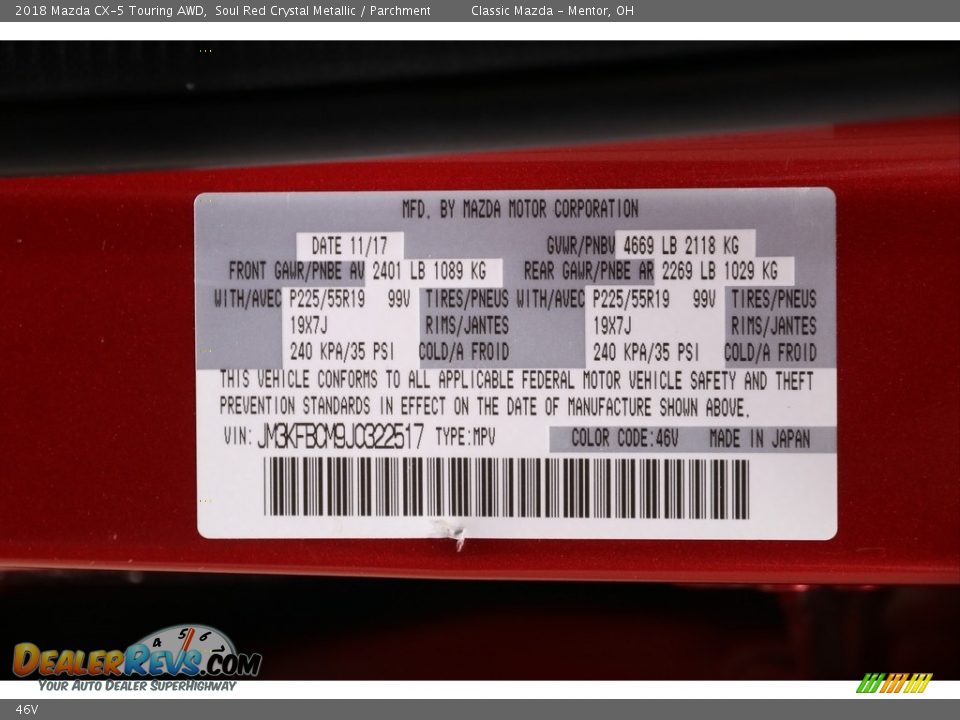 2018 Mazda CX-5 Touring AWD, Soul Red Crystal Metallic / Parchment Classic Mazda - Mentor, OH
MFD. BY MAZDA MOTOR CORPORATION
DATE 11/17 GVWR/PNBV 4669 LB 2118 KG
FRONT GAWR/PNBE AV 2401 LB 1089 KG REAR GAWR/PNBE AR 2269 LB 1029 KG
WITH/AVEC P225/55R19 99V TIRES/PNEUS WITH/AVEC P225/55R19 99V TIRES/PNEUS
19X7J RIMS/JANTES 19X7J RIMS/JANTES
240 KPA/35 PSI COLD/A FROID 240 KPA/35 PSI COLD/A FROID
THIS VEHICLE CONFORMS TO ALL APPLICABLE FEDERAL MOTOR VEHICLE SAFETY AND THEFT
PREVENTION STANDARDS IN EFFECT ON THE DATE OF MANUFACTURE SHOWN ABOVE.
VIN: JM3KFBCM9J0322517 TYPE:MPV COLOR CODE:46V MADE IN JAPAN
4 5 6 7
DEALERREVS.COM
YOUR AUTO DEALER SUPERHIGHWAY
46V